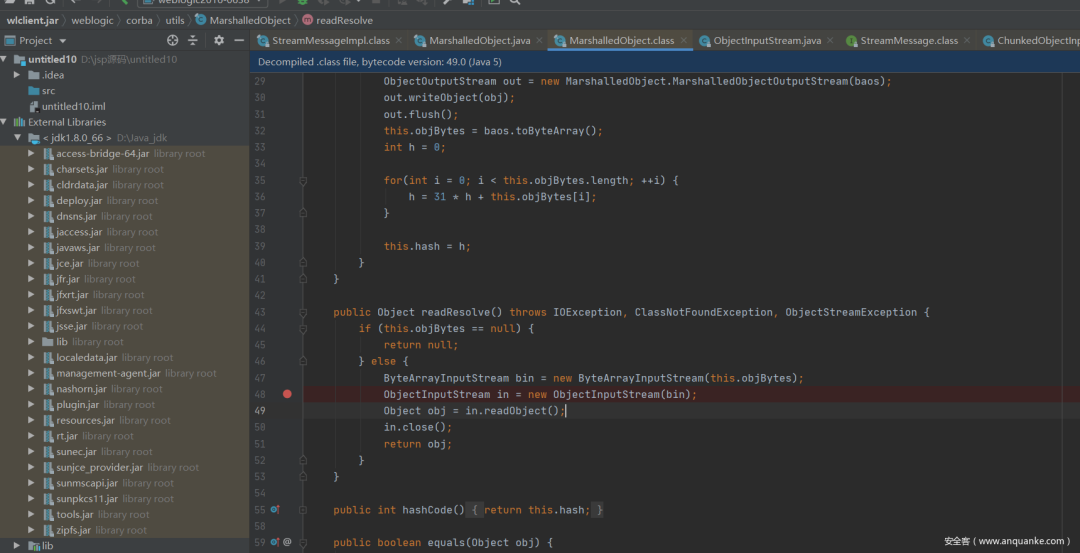 weblogic2016-0638
wlclient.jar weblogic corba utils MarshalledObject readResolve
Project
StreamMessageImpl.class MarshalledObject.java MarshalledObject.class ObjectInputStream.java StreamMessage.class ChunkedObjectInp
untitled10 D:\jsp源码\untitled10
.idea
src
untitled10.iml
External Libraries
< jdk1.8.0_66 > D:\Java_jdk
access-bridge-64.jar library root
charsets.jar library root
cldrdata.jar library root
deploy.jar library root
dnsns.jar library root
jaccess.jar library root
javaws.jar library root
jce.jar library root
jfr.jar library root
jfxrt.jar library root
jfxswt.jar library root
jsse.jar library root
lib library root
localedata.jar library root
management-agent.jar library root
nashorn.jar library root
plugin.jar library root
resources.jar library root
rt.jar library root
sunec.jar library root
sunjce_provider.jar library root
sunmscapi.jar library root
sunpkcs11.jar library root
tools.jar library root
zipfs.jar library root
lib
Decompiled .class file, bytecode version: 49.0 (Java 5)
29 ObjectOutputStream out = new MarshalledObject.MarshalledObjectOutputStream(baos);
30 out.writeObject(obj);
31 out.flush();
32 this.objBytes = baos.toByteArray();
33 int h = 0;
34
35 for(int i = 0; i < this.objBytes.length; ++i) {
36 h = 31 * h + this.objBytes[i];
37 }
38
39 this.hash = h;
40 }
41 }
42
43 public Object readResolve() throws IOException, ClassNotFoundException, ObjectStreamException {
44 if (this.objBytes == null) {
45 return null;
46 } else {
47 ByteArrayInputStream bin = new ByteArrayInputStream(this.objBytes);
48 ObjectInputStream in = new ObjectInputStream(bin);
49 Object obj = in.readObject();
50 in.close();
51 return obj;
52 }
53 }
54
55 public int hashCode() { return this.hash; }
58
59 @ public boolean equals(Object obj) {
安全客（www.anquanke.com）